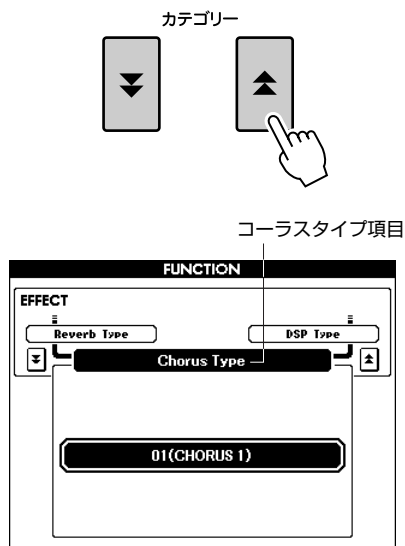 カテゴリー
コーラスタイプ項目
FUNCTION
EFFECT
Reverb Type
DSP Type
Chorus Type
01(CHORUS 1)